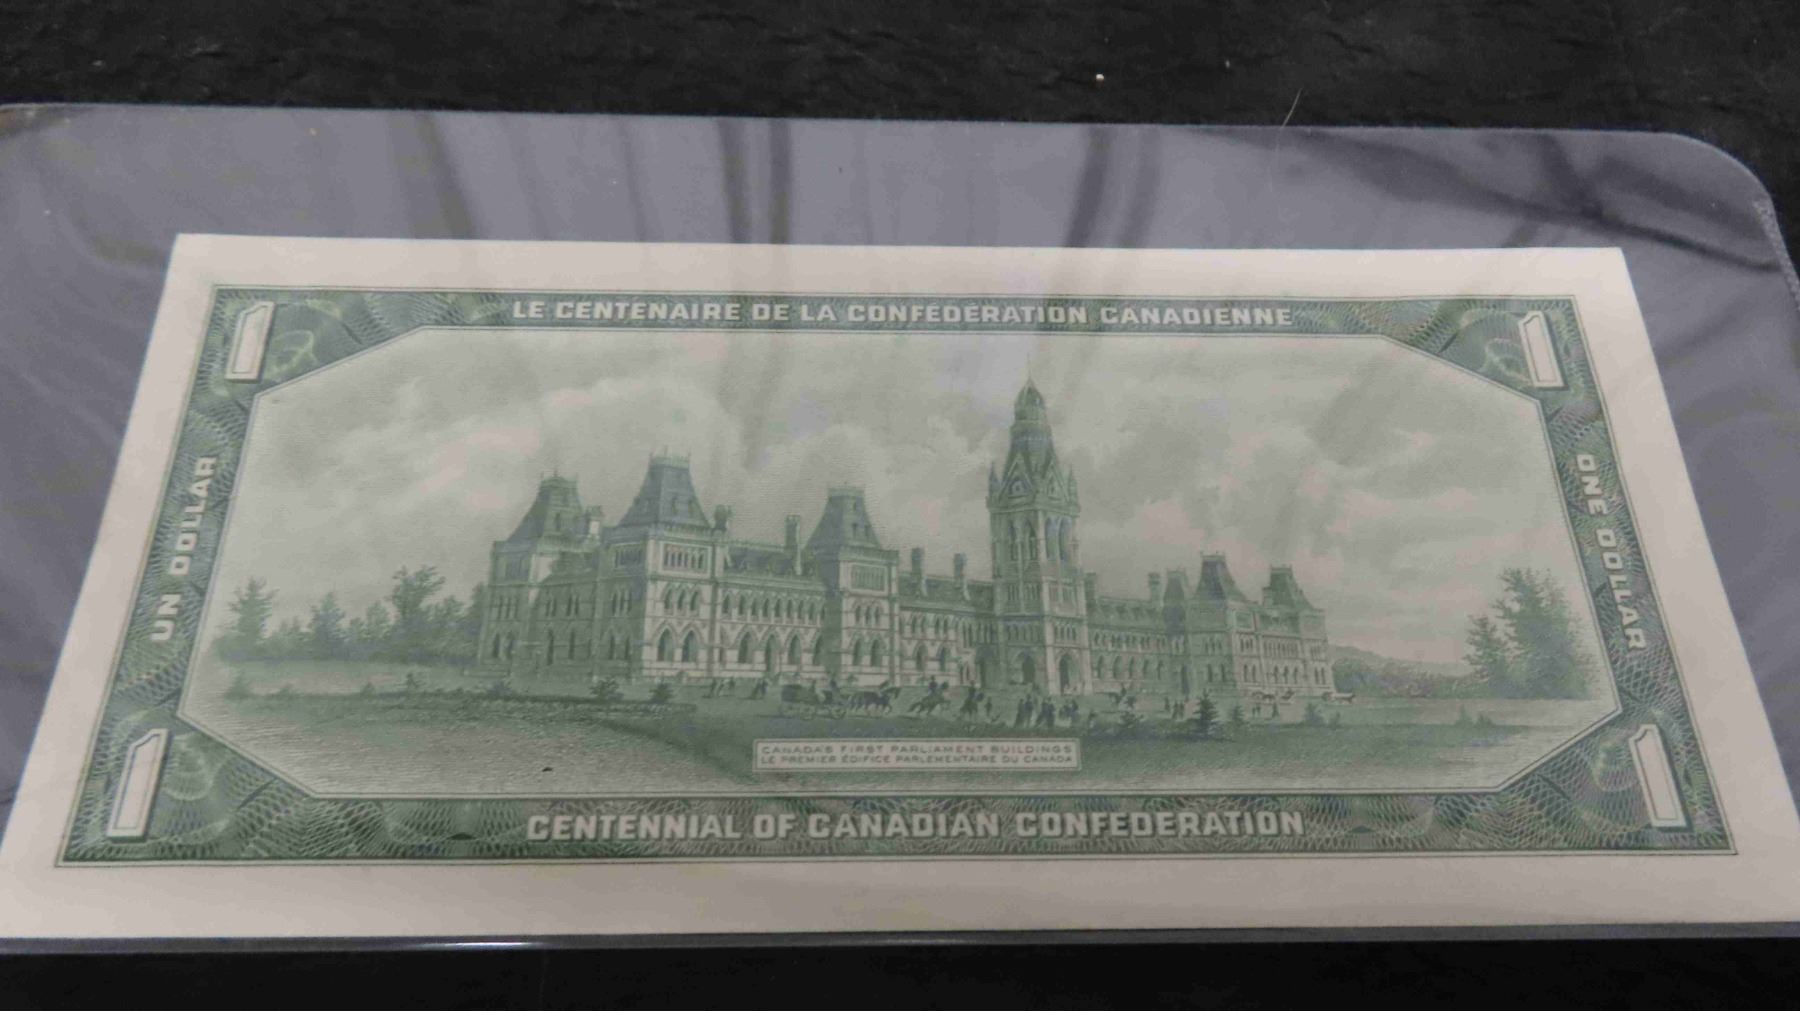 LE CENTENAIRE DE LA CONFÉDÉRATION CANADIENNE
1
1
UN DOLLAR
ONE DOLLAR
CANADA'S FIRST PARLIAMENT BUILDINGS
LE PREMIER ÉDIFICE PARLEMENTAIRE DU CANADA
1
1
CENTENNIAL OF CANADIAN CONFEDERATION